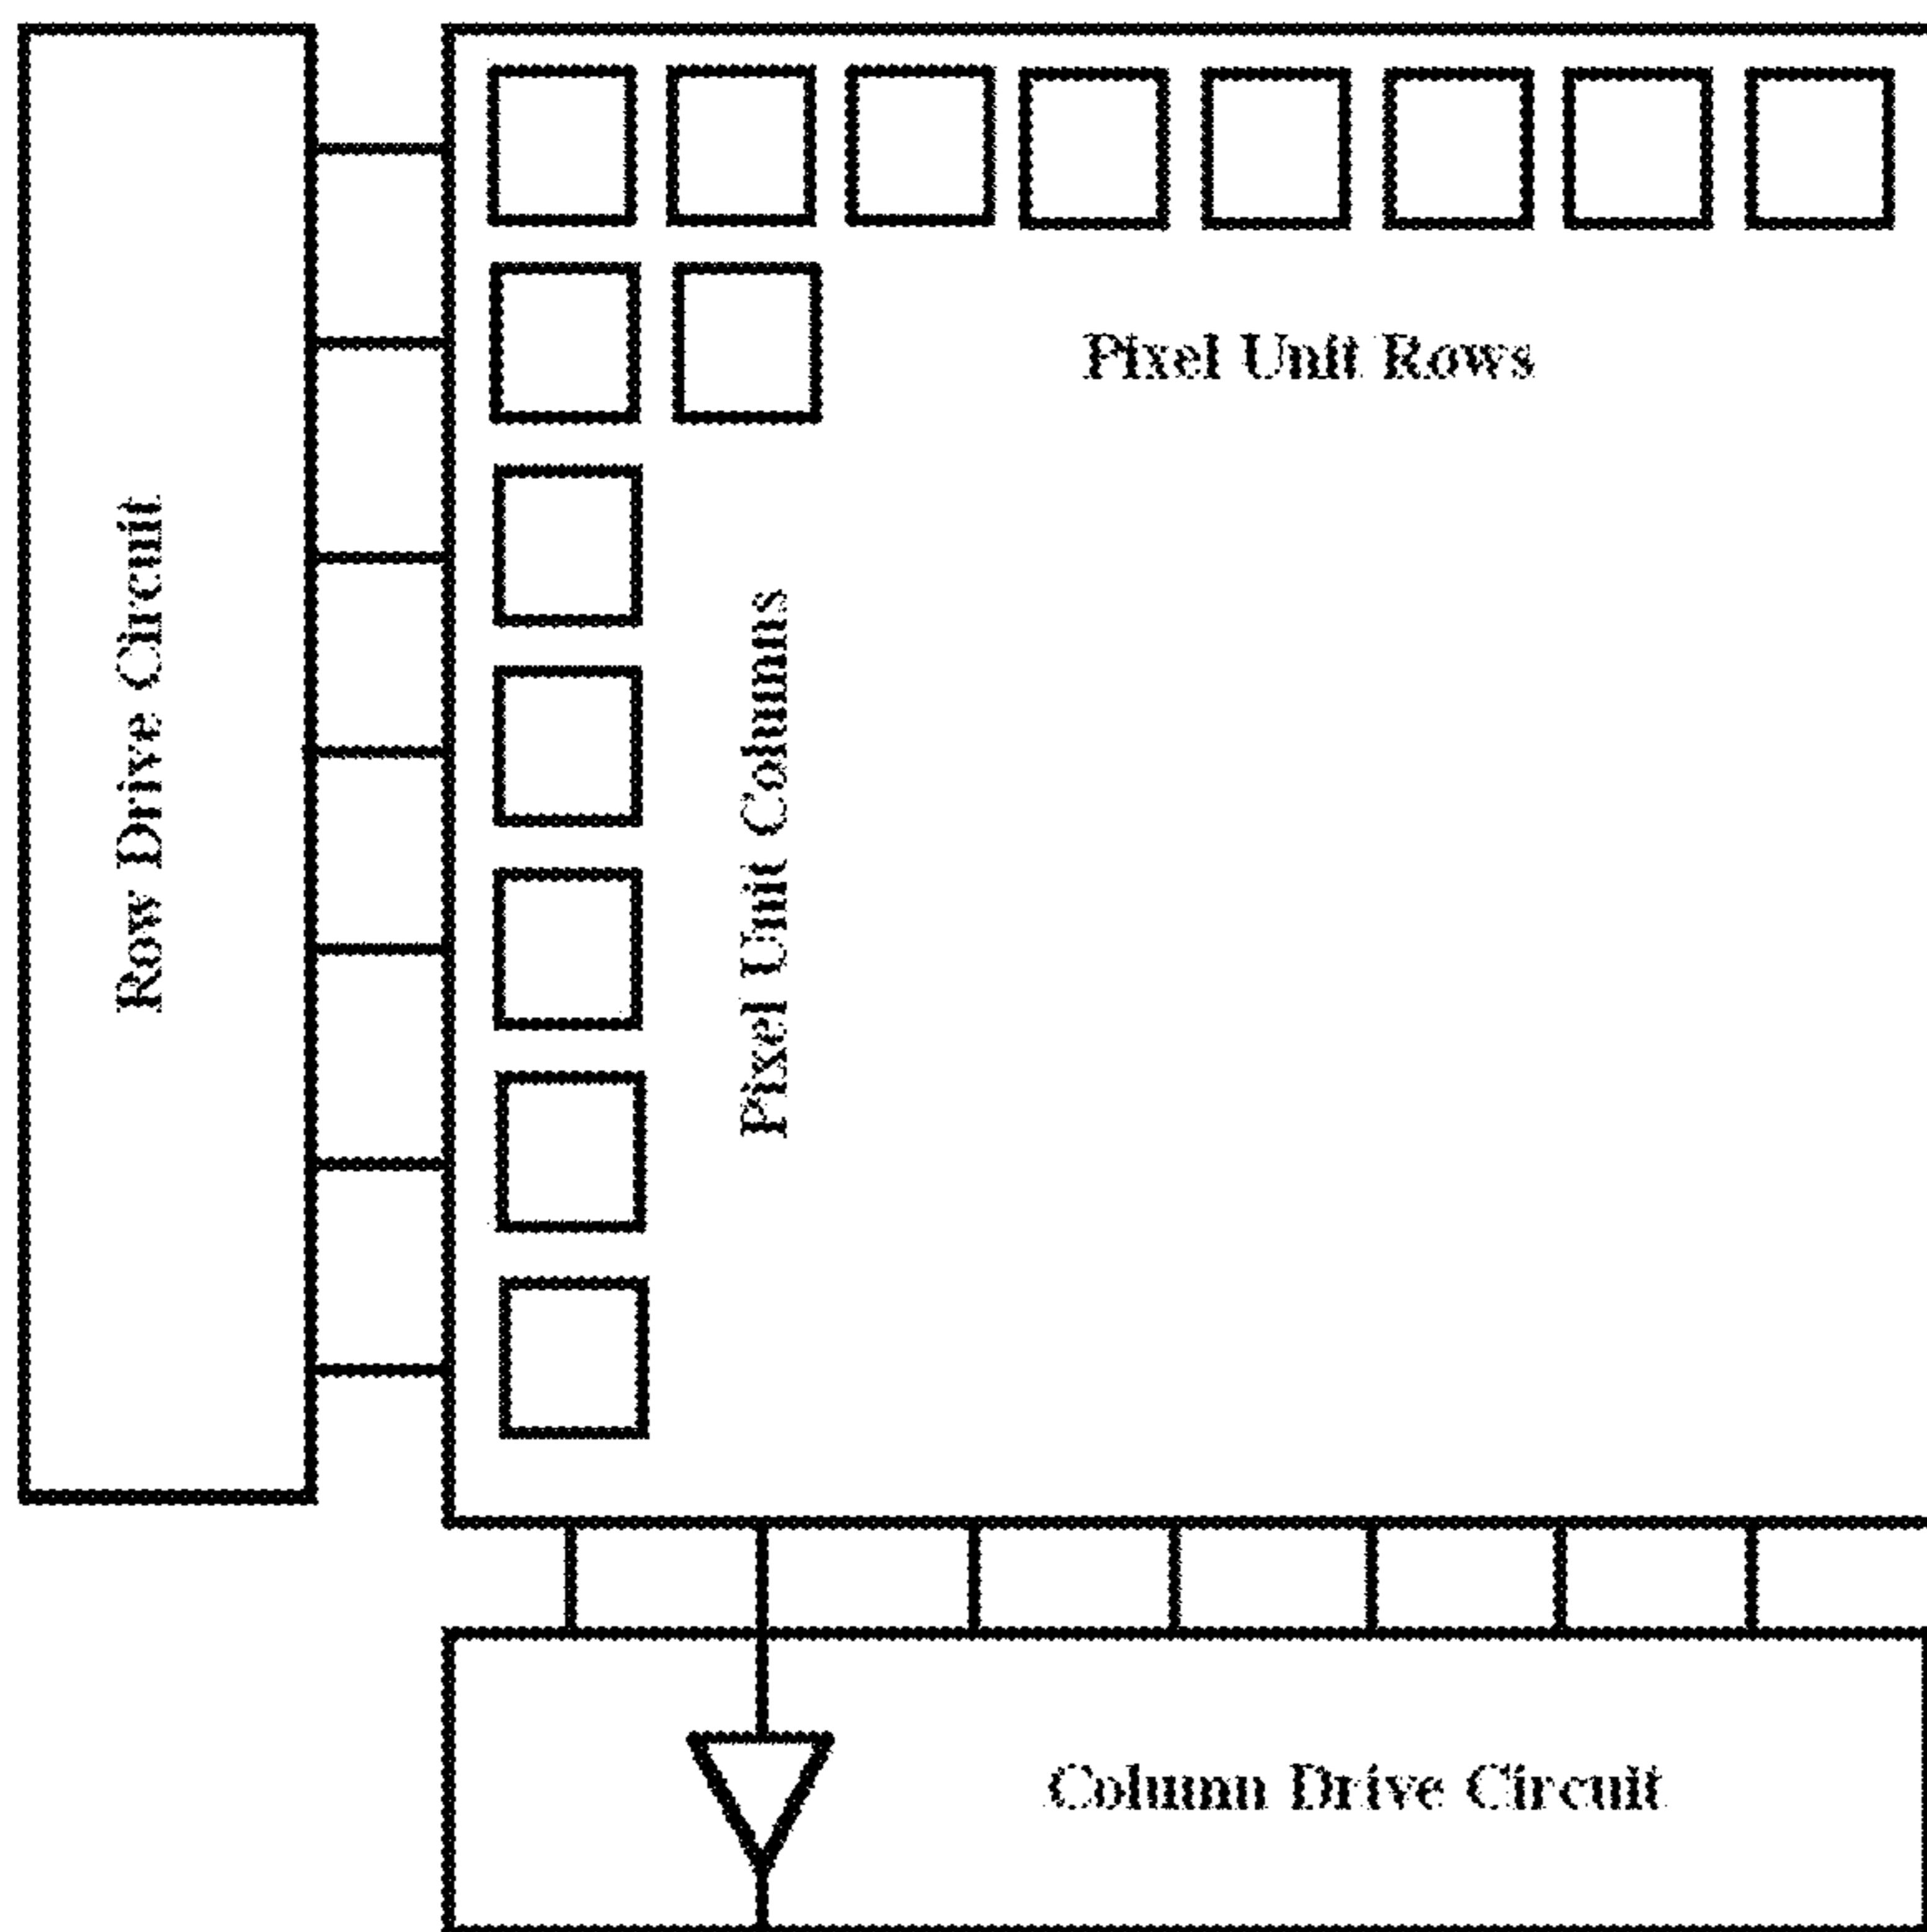 Pixel Unit Rows
Row Drive Circuit
Pixel Unit Columns
Column Drive Circuit